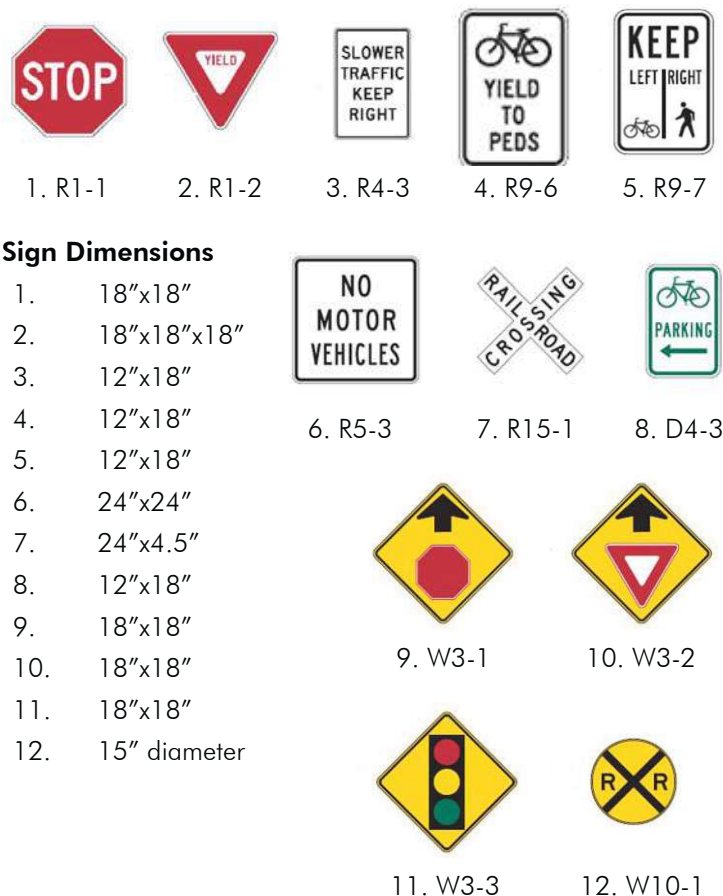 STOP
YIELD
SLOWER
TRAFFIC
KEEP
RIGHT
YIELD
TO
PEDS
KEEP
LEFT RIGHT
1. R1-1
2. R1-2
3. R4-3
4. R9-6
5. R9-7
Sign Dimensions
1. 18"x18"
2. 18"x18"x18"
3. 12"x18"
4. 12"x18"
5. 12"x18"
6. 24"x24"
7. 24"x4.5"
8. 12"x18"
9. 18"x18"
10. 18"x18"
11. 18"x18"
12. 15" diameter
NO
MOTOR
VEHICLES
RAILROAD
CROSSING
PARKING
6. R5-3
7. R15-1
8. D4-3
9. W3-1
10. W3-2
R R
11. W3-3
12. W10-1